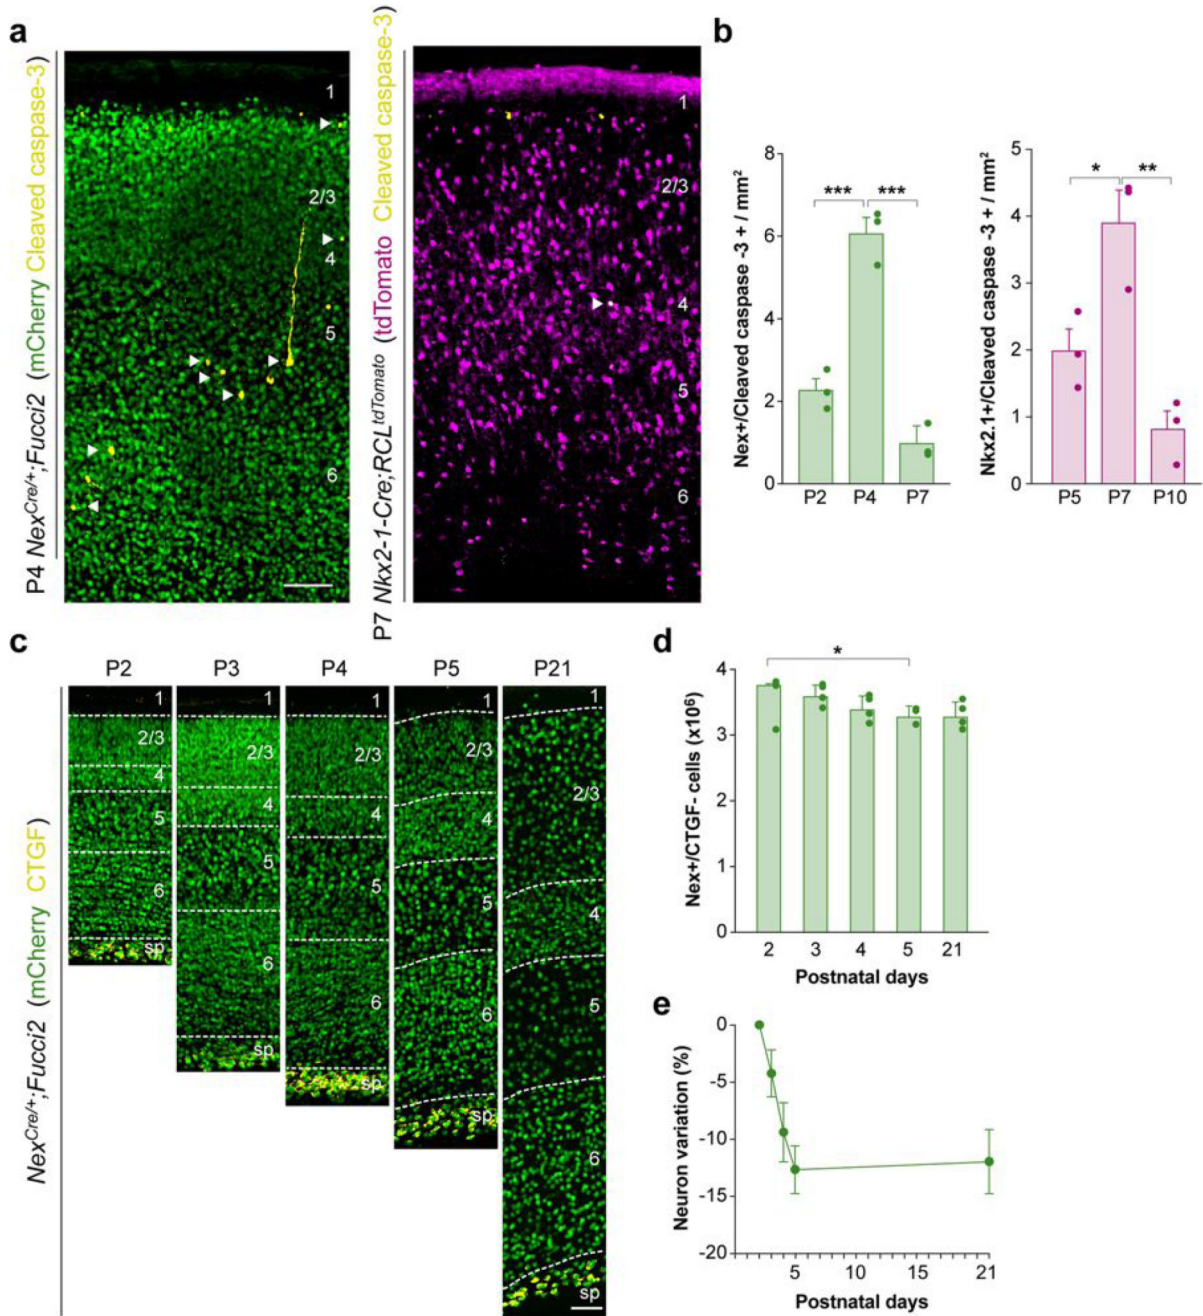 a
P4 Nex^Cre/+;Fucci2 (mCherry Cleaved caspase-3)
1
2/3
4
5
6
P7 Nkx2-1-Cre;RCL^tdTomato (tdTomato Cleaved caspase-3)
1
2/3
4
5
6
b
Nex+/Cleaved caspase -3 + / mm²
8
6
4
2
0
*** ***
P2 P4 P7
Nkx2.1+/Cleaved caspase -3 + / mm²
5
4
3
2
1
0
* **
P5 P7 P10
c
Nex^Cre/+;Fucci2 (mCherry CTGF)
P2 P3 P4 P5 P21
1
2/3
4
5
6
sp
1
2/3
4
5
6
sp
1
2/3
4
5
6
sp
1
2/3
4
5
6
sp
1
2/3
4
5
6
sp
d
Nex+/CTGF- cells (x10⁶)
4
3
2
1
0
*
2 3 4 5 21
Postnatal days
e
Neuron variation (%)
0
-5
-10
-15
-20
5 10 15 21
Postnatal days